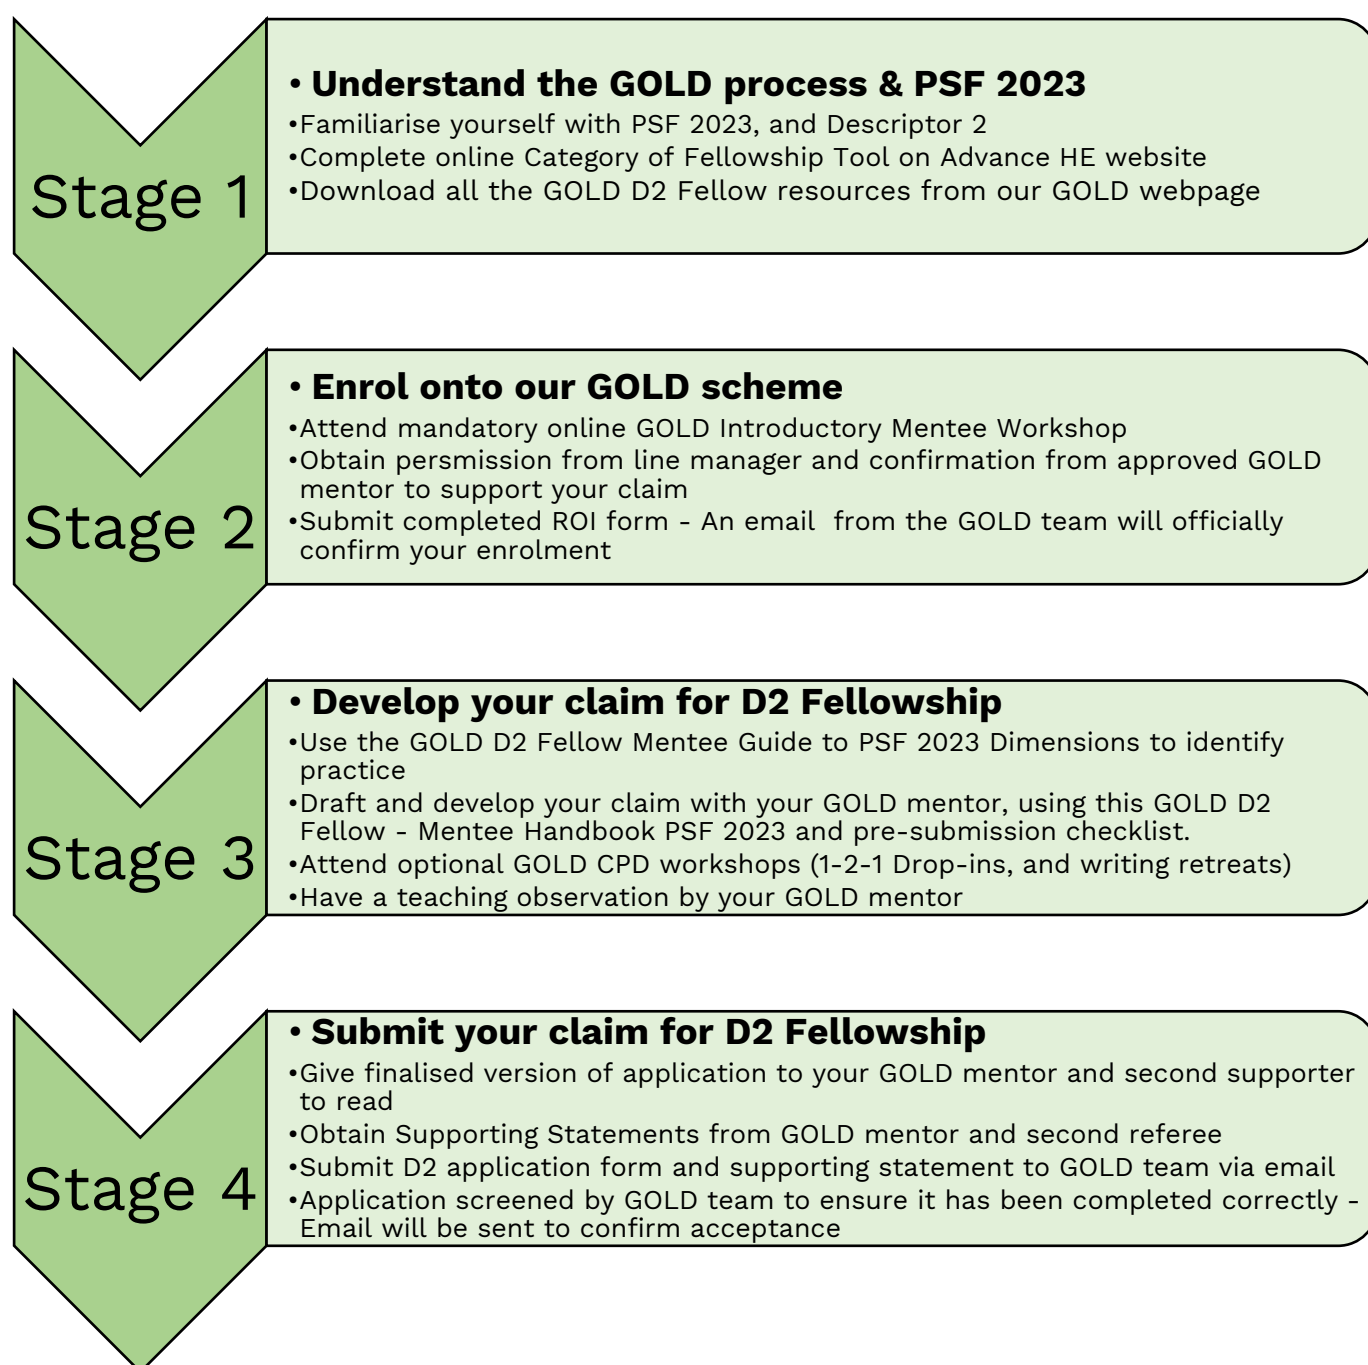 Stage 1
• Understand the GOLD process & PSF 2023
•Familiarise yourself with PSF 2023, and Descriptor 2
•Complete online Category of Fellowship Tool on Advance HE website
•Download all the GOLD D2 Fellow resources from our GOLD webpage
Stage 2
• Enrol onto our GOLD scheme
•Attend mandatory online GOLD Introductory Mentee Workshop
•Obtain persmission from line manager and confirmation from approved GOLD
mentor to support your claim
•Submit completed ROI form - An email  from the GOLD team will officially
confirm your enrolment
Stage 3
• Develop your claim for D2 Fellowship
•Use the GOLD D2 Fellow Mentee Guide to PSF 2023 Dimensions to identify
practice
•Draft and develop your claim with your GOLD mentor, using this GOLD D2
Fellow - Mentee Handbook PSF 2023 and pre-submission checklist.
•Attend optional GOLD CPD workshops (1-2-1 Drop-ins, and writing retreats)
•Have a teaching observation by your GOLD mentor
Stage 4
• Submit your claim for D2 Fellowship
•Give finalised version of application to your GOLD mentor and second supporter
to read
•Obtain Supporting Statements from GOLD mentor and second referee
•Submit D2 application form and supporting statement to GOLD team via email
•Application screened by GOLD team to ensure it has been completed correctly -
Email will be sent to confirm acceptance